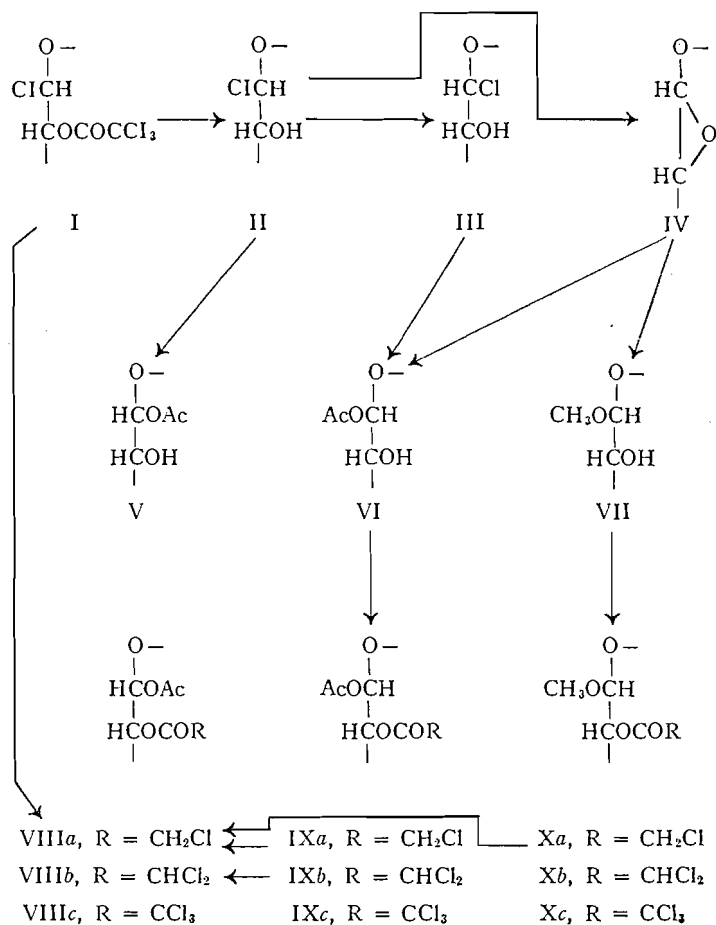 O— O— O— O—
ClCH ClCH HCCl HC
HCOCOCCl₃ HCOH HCOH O
HC
I II III IV
O— O— O—
HCOAc AcOCH CH₃OCH
HCOH HCOH HCOH
V VI VII
O— O— O—
HCOAc AcOCH CH₃OCH
HCOCOR HCOCOR HCOCOR
VIIIa, R = CH₂Cl IXa, R = CH₂Cl Xa, R = CH₂Cl
VIIIb, R = CHCl₂ IXb, R = CHCl₂ Xb, R = CHCl₂
VIIIc, R = CCl₃ IXc, R = CCl₃ Xc, R = CCl₃